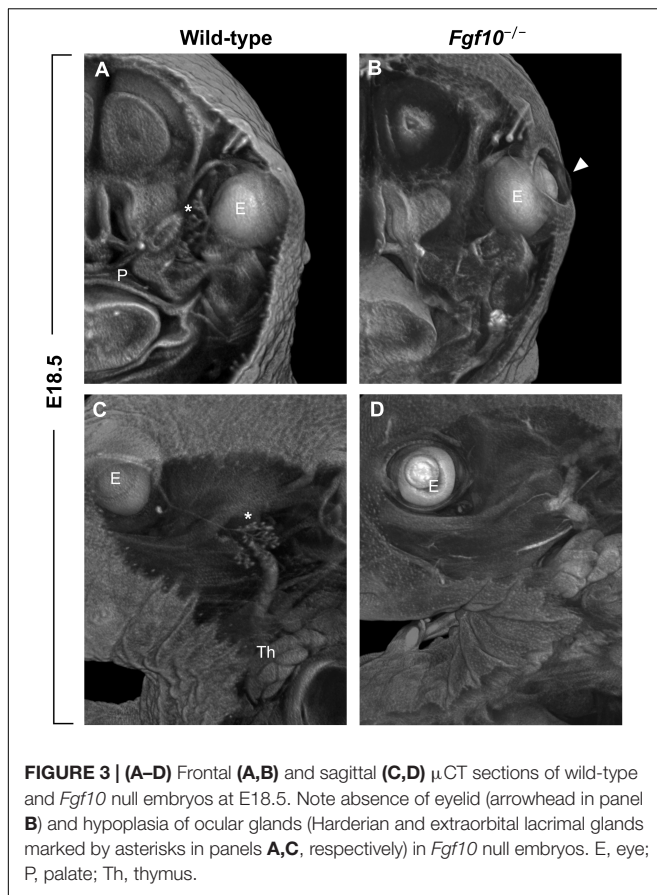 Wild-type
Fgf10−/−
A
B
E
*
P
E
E18.5
C
D
E
*
Th
E
FIGURE 3 | (A–D) Frontal (A,B) and sagittal (C,D) μCT sections of wild-type
and Fgf10 null embryos at E18.5. Note absence of eyelid (arrowhead in panel
B) and hypoplasia of ocular glands (Harderian and extraorbital lacrimal glands
marked by asterisks in panels A,C, respectively) in Fgf10 null embryos. E, eye;
P, palate; Th, thymus.